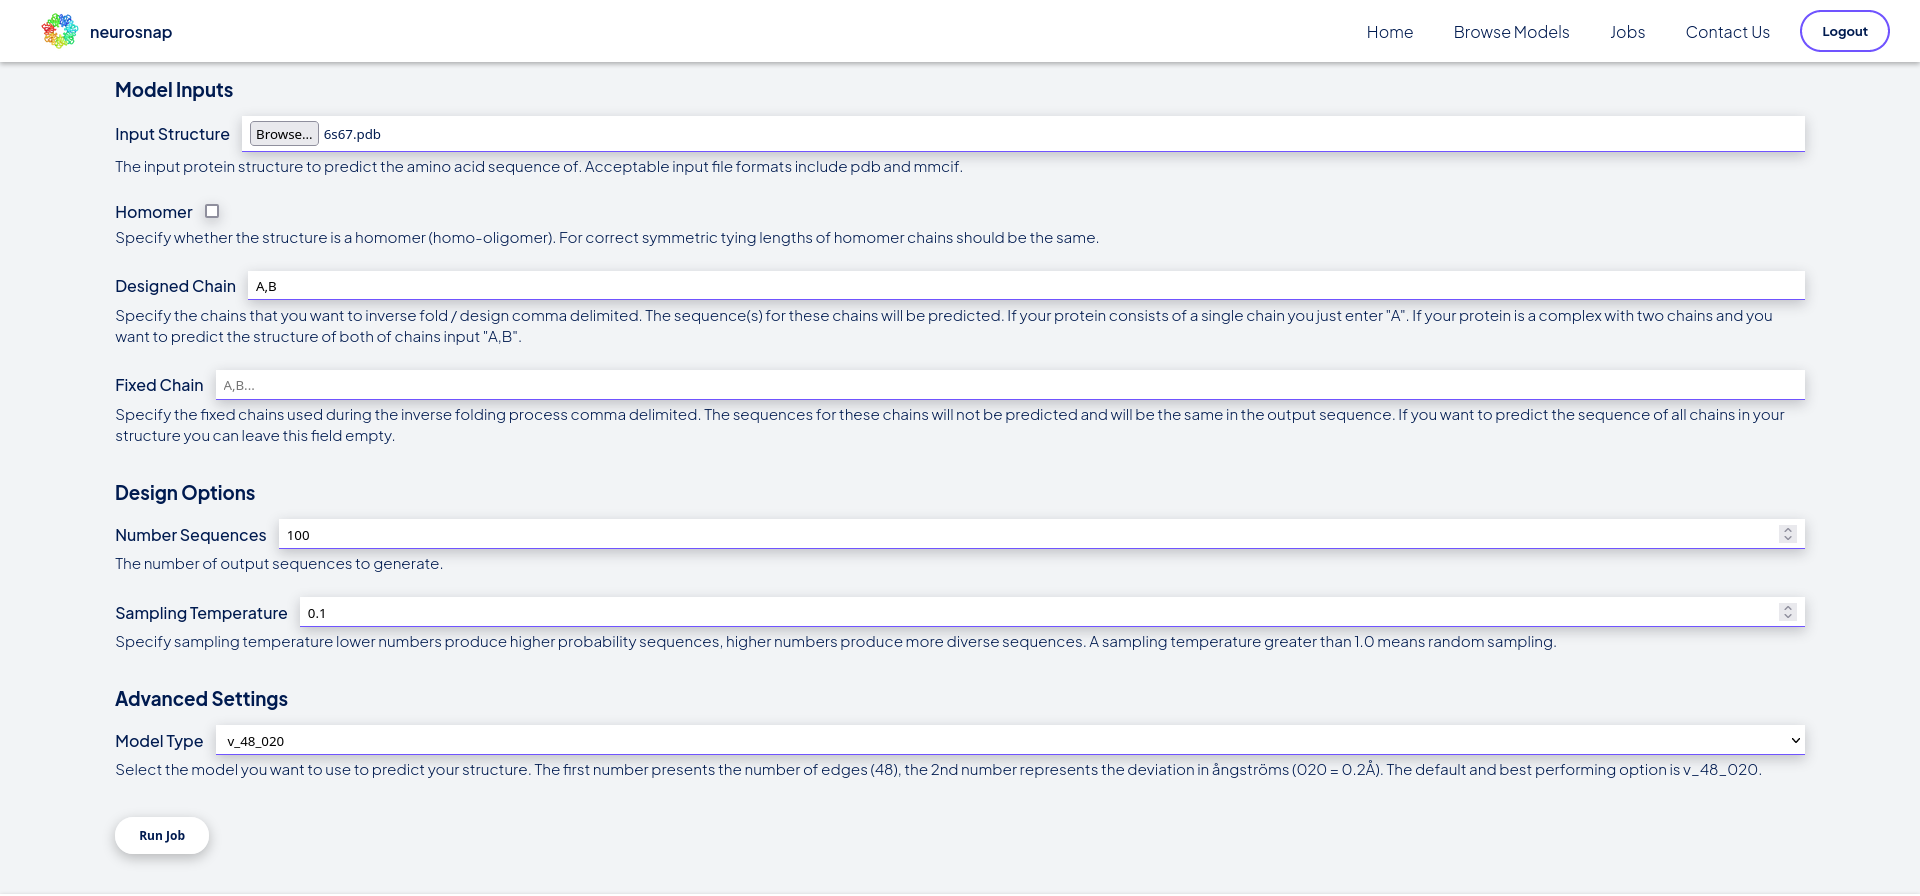 neurosnap
Home Browse Models Jobs Contact Us Logout
Model Inputs
Input Structure Browse... 6s67.pdb
The input protein structure to predict the amino acid sequence of. Acceptable input file formats include pdb and mmcif.
Homomer
Specify whether the structure is a homomer (homo-oligomer). For correct symmetric tying lengths of homomer chains should be the same.
Designed Chain A,B
Specify the chains that you want to inverse fold / design comma delimited. The sequence(s) for these chains will be predicted. If your protein consists of a single chain you just enter "A". If your protein is a complex with two chains and you
want to predict the structure of both of chains input "A,B".
Fixed Chain A,B...
Specify the fixed chains used during the inverse folding process comma delimited. The sequences for these chains will not be predicted and will be the same in the output sequence. If you want to predict the sequence of all chains in your
structure you can leave this field empty.
Design Options
Number Sequences 100
The number of output sequences to generate.
Sampling Temperature 0.1
Specify sampling temperature lower numbers produce higher probability sequences, higher numbers produce more diverse sequences. A sampling temperature greater than 1.0 means random sampling.
Advanced Settings
Model Type v_48_020
Select the model you want to use to predict your structure. The first number presents the number of edges (48), the 2nd number represents the deviation in ångströms (020 = 0.2Å). The default and best performing option is v_48_020.
Run Job